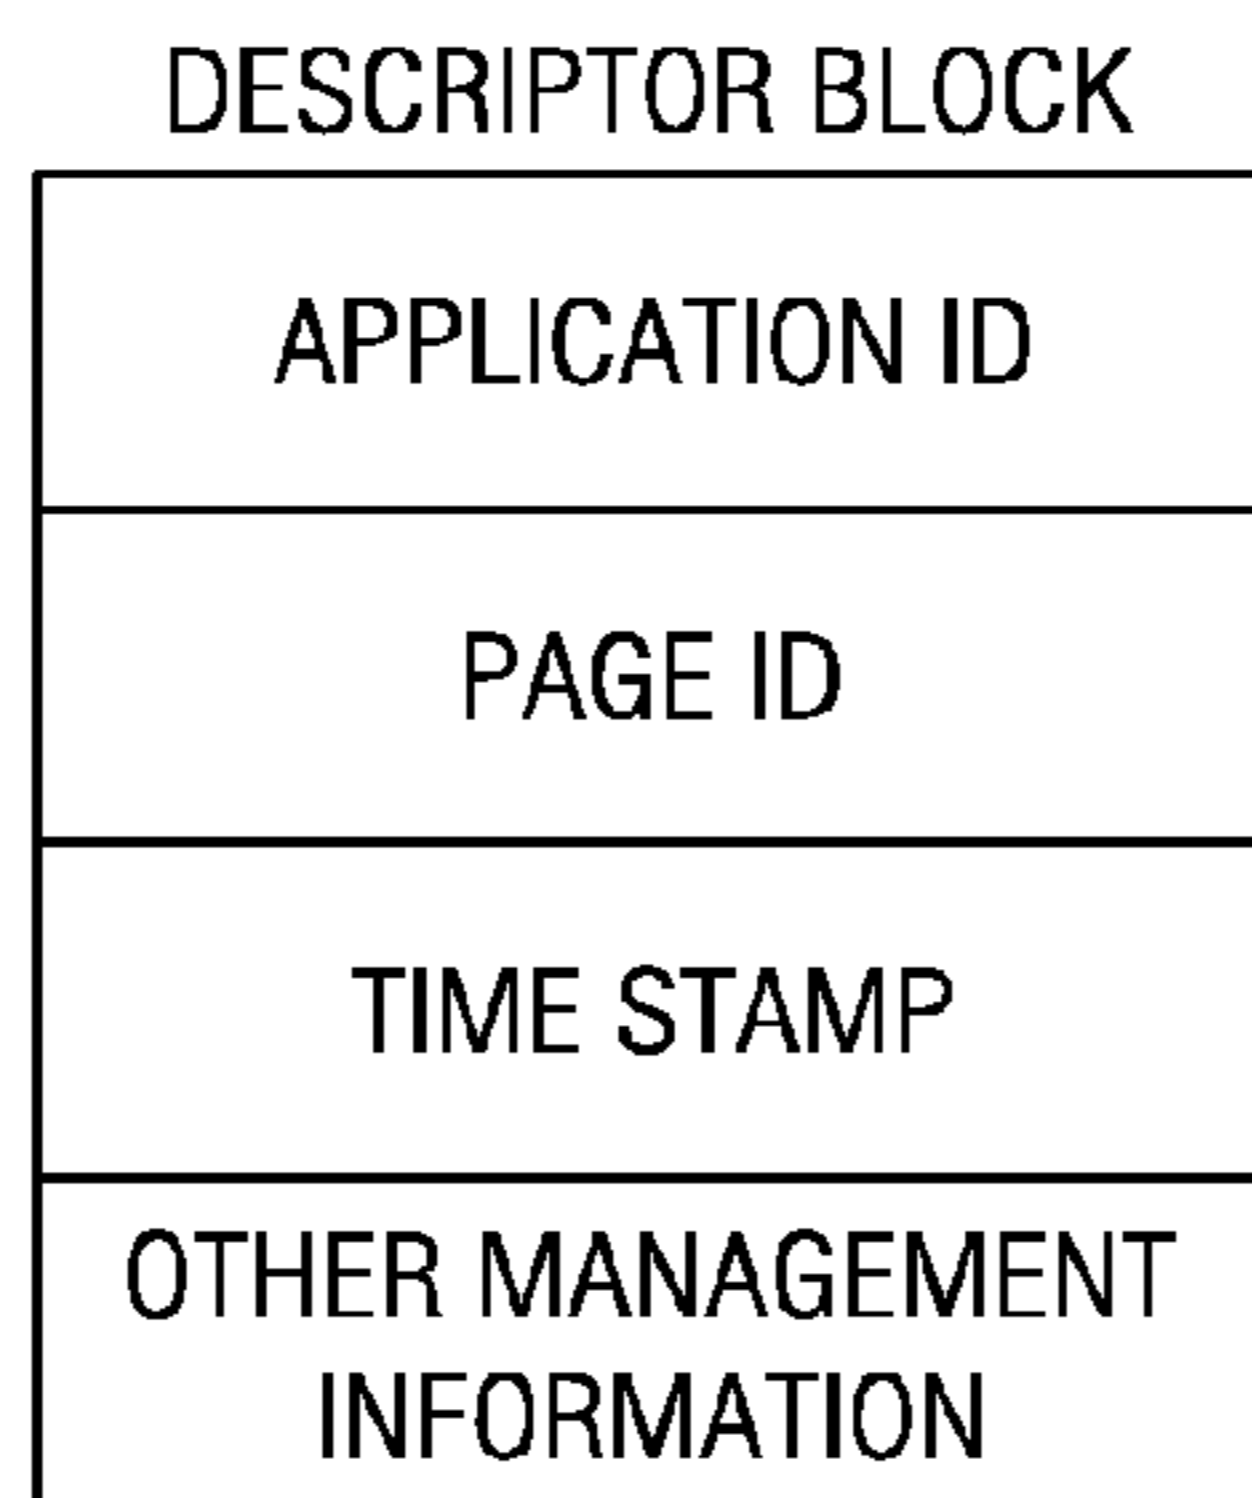 DESCRIPTOR BLOCK
APPLICATION ID
PAGE ID
TIME STAMP
OTHER MANAGEMENT
INFORMATION